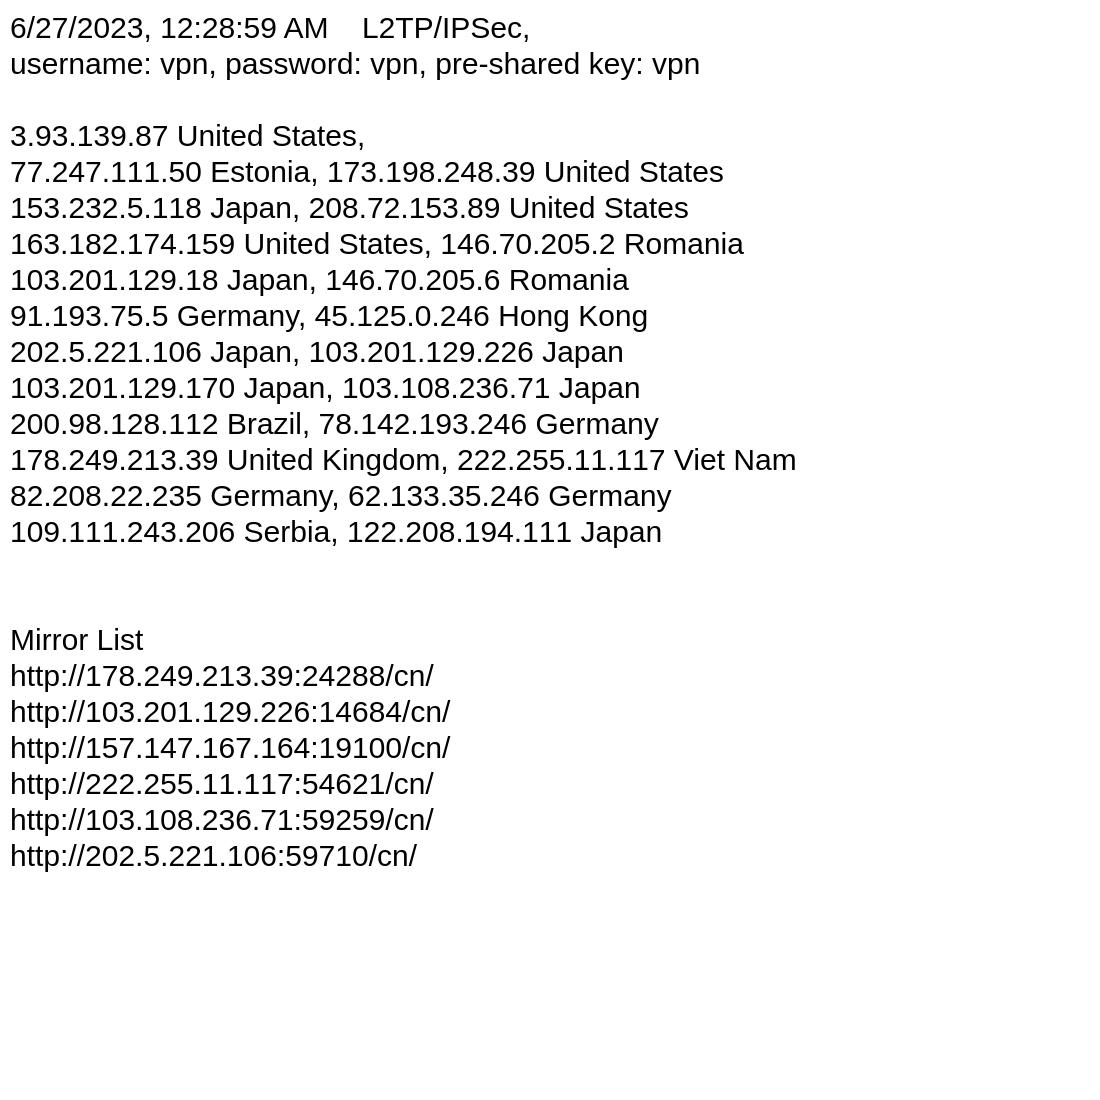 6/27/2023, 12:28:59 AM    L2TP/IPSec,
username: vpn, password: vpn, pre-shared key: vpn
3.93.139.87 United States,
77.247.111.50 Estonia, 173.198.248.39 United States
153.232.5.118 Japan, 208.72.153.89 United States
163.182.174.159 United States, 146.70.205.2 Romania
103.201.129.18 Japan, 146.70.205.6 Romania
91.193.75.5 Germany, 45.125.0.246 Hong Kong
202.5.221.106 Japan, 103.201.129.226 Japan
103.201.129.170 Japan, 103.108.236.71 Japan
200.98.128.112 Brazil, 78.142.193.246 Germany
178.249.213.39 United Kingdom, 222.255.11.117 Viet Nam
82.208.22.235 Germany, 62.133.35.246 Germany
109.111.243.206 Serbia, 122.208.194.111 Japan
Mirror List
http://178.249.213.39:24288/cn/
http://103.201.129.226:14684/cn/
http://157.147.167.164:19100/cn/
http://222.255.11.117:54621/cn/
http://103.108.236.71:59259/cn/
http://202.5.221.106:59710/cn/